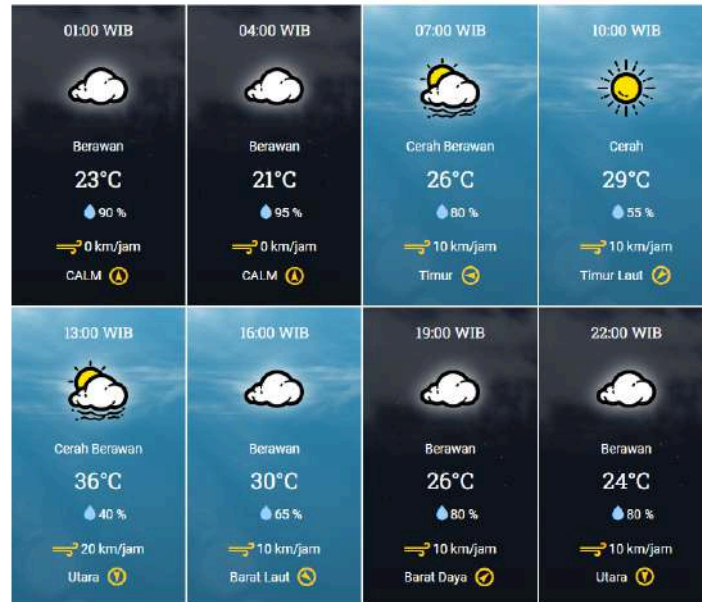 01:00 WIB
Berawan
23°C
90 %
0 km/jam
CALM
04:00 WIB
Berawan
21°C
95 %
0 km/jam
CALM
07:00 WIB
Cerah Berawan
26°C
80 %
10 km/jam
Timur
10:00 WIB
Cerah
29°C
55 %
10 km/jam
Timur Laut
13:00 WIB
Cerah Berawan
36°C
40 %
20 km/jam
Utara
16:00 WIB
Berawan
30°C
65 %
10 km/jam
Barat Laut
19:00 WIB
Berawan
26°C
80 %
10 km/jam
Barat Daya
22:00 WIB
Berawan
24°C
80 %
10 km/jam
Utara